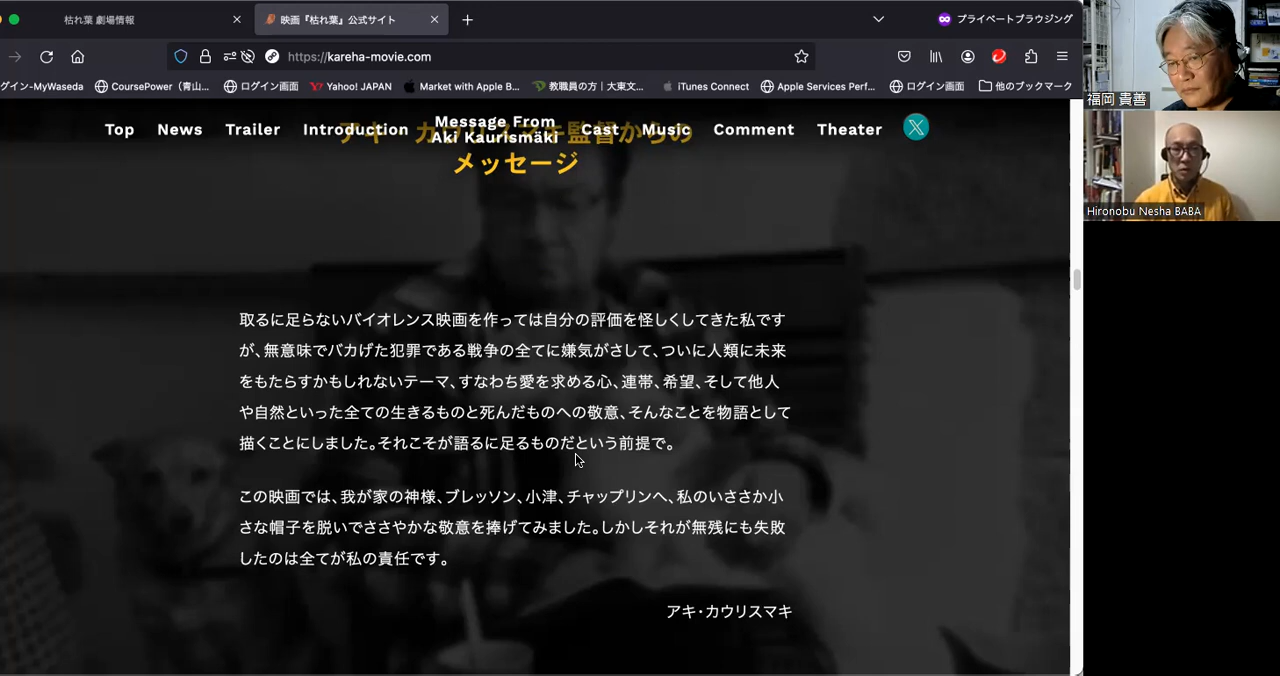 枯れ葉 劇場情報
映画『枯れ葉』公式サイト
プライベートブラウジング
https://kareha-movie.com
グイン-MyWaseda
CoursePower（青山...
ログイン画面
Yahoo! JAPAN
Market with Apple B...
教職員の方｜大東文...
iTunes Connect
Apple Services Perf...
ログイン画面
他のブックマーク
Top
News
Trailer
Introduction
Message From
Aki Kaurismäki
Cast
Music
Comment
Theater
監督からの
メッセージ
取るに足らないバイオレンス映画を作っては自分の評価を怪しくしてきた私です
が、無意味でバカげた犯罪である戦争の全てに嫌気がさして、ついに人類に未来
をもたらすかもしれないテーマ、すなわち愛を求める心、連帯、希望、そして他人
や自然といった全ての生きるものと死んだものへの敬意、そんなことを物語として
描くことにしました。それこそが語るに足るものだという前提で。
この映画では、我が家の神様、ブレッソン、小津、チャップリンへ、私のいささか小
さな帽子を脱いでささやかな敬意を捧げてみました。しかしそれが無残にも失敗
したのは全てが私の責任です。
アキ・カウリスマキ
福岡 貴善
Hironobu Nesha BABA